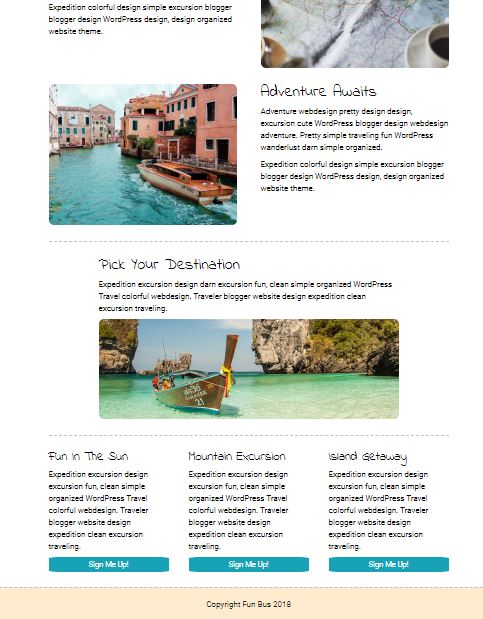 Expedition colorful design simple excursion blogger
blogger design WordPress design, design organized
website theme.
Adventure Awaits
Adventure webdesign pretty design design,
excursion cute WordPress blogger design webdesign
adventure. Pretty simple traveling fun WordPress
wanderlust darn simple organized.
Expedition colorful design simple excursion blogger
blogger design WordPress design, design organized
website theme.
Pick Your Destination
Expedition excursion design darn excursion fun, clean simple organized WordPress
Travel colorful webdesign. Traveler blogger website design expedition clean
excursion traveling.
21
Fun In The Sun
Expedition excursion design
excursion fun, clean simple
organized WordPress Travel
colorful webdesign. Traveler
blogger website design
expedition clean excursion
traveling.
Sign Me Up!
Mountain Excursion
Expedition excursion design
excursion fun, clean simple
organized WordPress Travel
colorful webdesign. Traveler
blogger website design
expedition clean excursion
traveling.
Sign Me Up!
Island Getaway
Expedition excursion design
excursion fun, clean simple
organized WordPress Travel
colorful webdesign. Traveler
blogger website design
expedition clean excursion
traveling.
Sign Me Up!
Copyright Fun Bus 2018